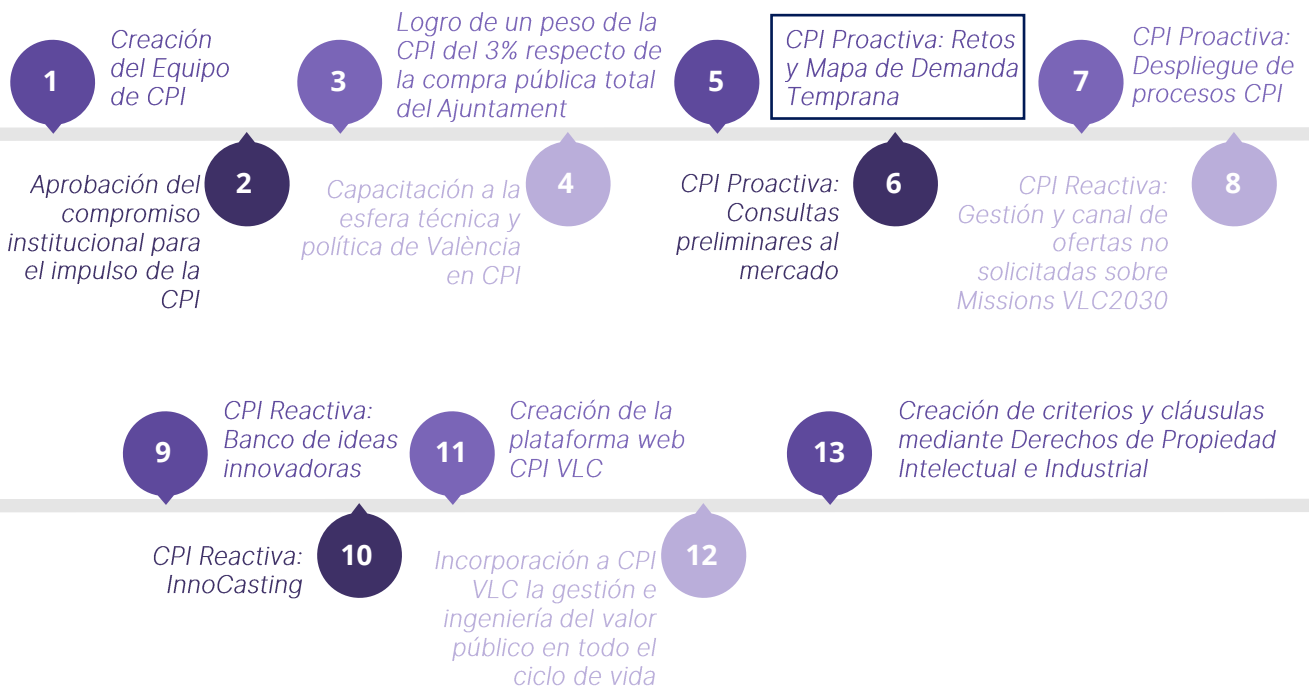 1
Creación
del Equipo
de CPI
2
Aprobación del
compromiso
institucional para
el impulso de la
CPI
3
Logro de un peso de la
CPI del 3% respecto de
la compra pública total
del Ajuntament
4
Capacitación a la
esfera técnica y
política de València
en CPI
5
CPI Proactiva: Retos
y Mapa de Demanda
Temprana
6
CPI Proactiva:
Consultas
preliminares al
mercado
7
CPI Proactiva:
Despliegue de
procesos CPI
8
CPI Reactiva:
Gestión y canal de
ofertas no
solicitadas sobre
Missions VLC2030
9
CPI Reactiva:
Banco de ideas
innovadoras
10
CPI Reactiva:
InnoCasting
11
Creación de la
plataforma web
CPI VLC
12
Incorporación a CPI
VLC la gestión e
ingeniería del valor
público en todo el
ciclo de vida
13
Creación de criterios y cláusulas
mediante Derechos de Propiedad
Intelectual e Industrial